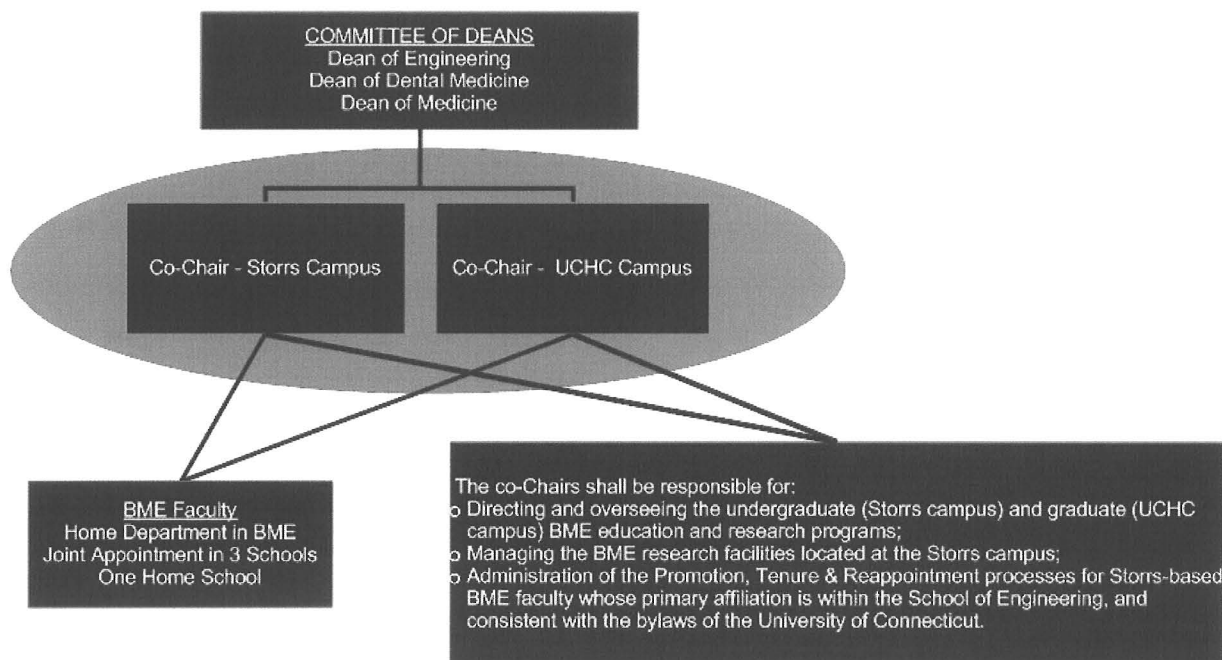 COMMITTEE OF DEANS
Dean of Engineering
Dean of Dental Medicine
Dean of Medicine
Co-Chair - Storrs Campus
Co-Chair - UCHC Campus
BME Faculty
Home Department in BME
Joint Appointment in 3 Schools
One Home School
The co-Chairs shall be responsible for:
o Directing and overseeing the undergraduate (Storrs campus) and graduate (UCHC
campus) BME education and research programs;
o Managing the BME research facilities located at the Storrs campus;
o Administration of the Promotion, Tenure & Reappointment processes for Storrs-based
BME faculty whose primary affiliation is within the School of Engineering, and
consistent with the bylaws of the University of Connecticut.